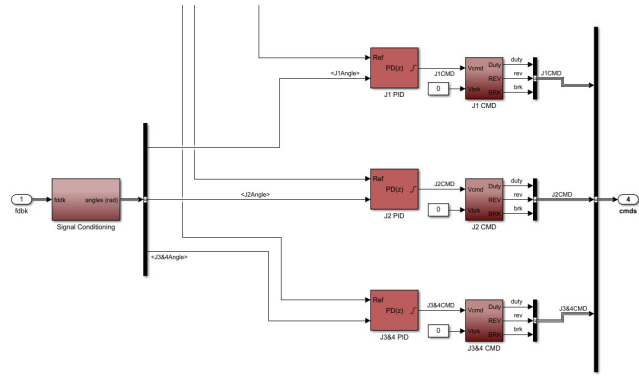 Ref
PD(z)
J1 PID
<J1Angle>
J1CMD
0
Vcmd
Vbrk
Duty
REV
BRK
J1 CMD
duty
rev
brk
J1CMD
1
fdbk
fddk
angles (rad)
Signal Conditioning
<J2Angle>
Ref
PD(z)
J2 PID
J2CMD
0
Vcmd
Vbrk
Duty
REV
BRK
J2 CMD
duty
rev
brk
J2CMD
4
cmds
<J3&4Angle>
Ref
PD(z)
J3&4 PID
J3&4CMD
0
Vcmd
Vbrk
Duty
REV
BRK
J3&4 CMD
duty
rev
brk
J3&4CMD